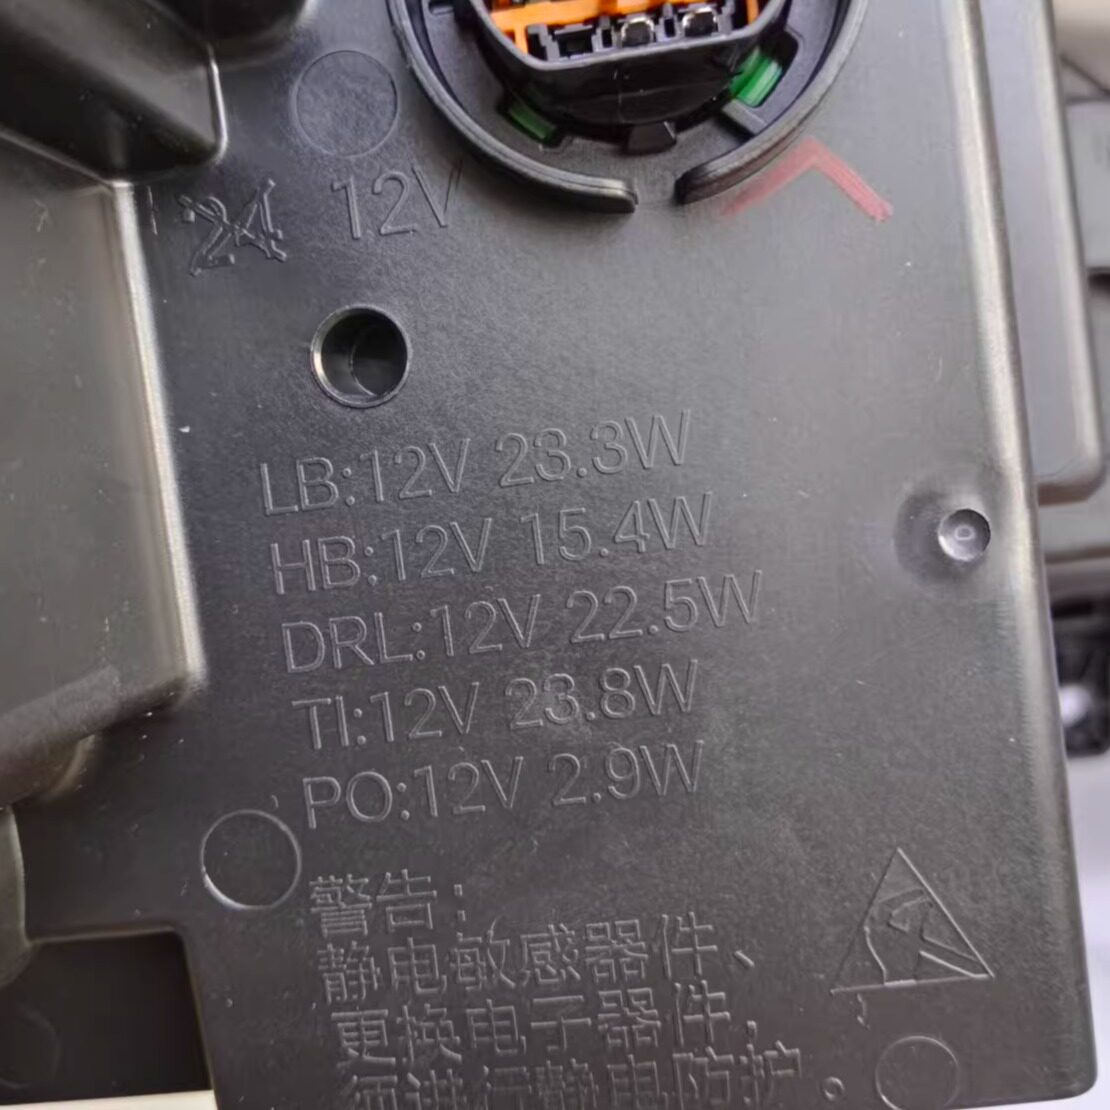 24 12V
LB:12V 23.3W
HB:12V 15.4W
DRL:12V 22.5W
TI:12V 23.8W
PO:12V 2.9W
警告:
静电敏感器件、
更换电子器件,
须进行静电防护。